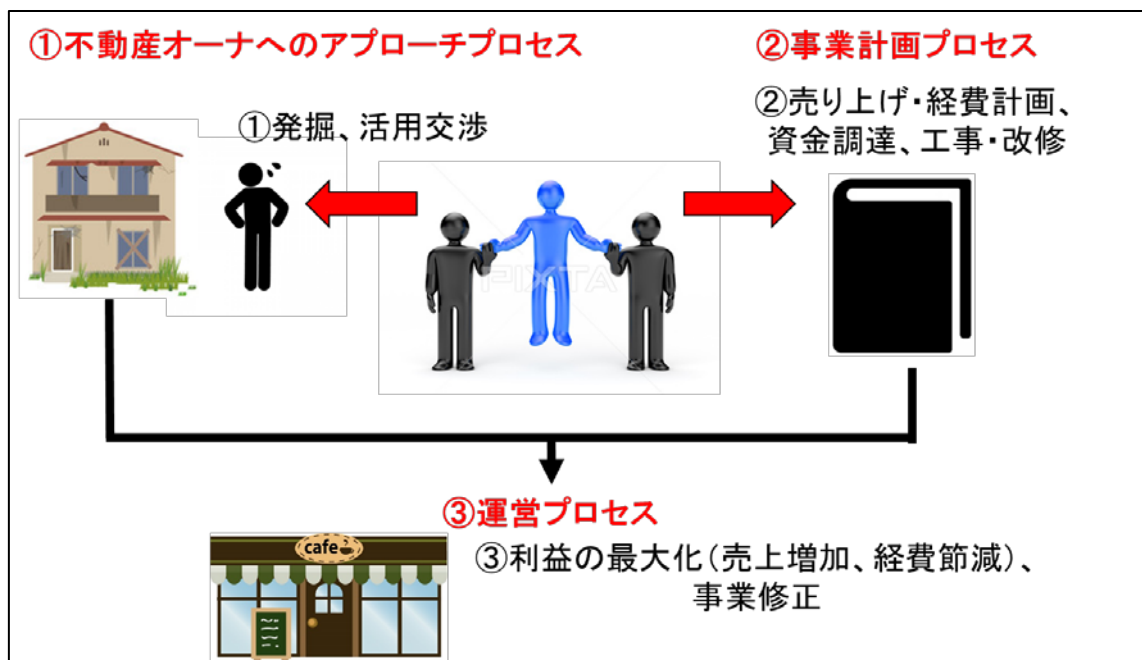 ①不動産オーナへのアプローチプロセス
①発掘、活用交渉
②事業計画プロセス
②売り上げ・経費計画、
資金調達、工事・改修
PIXTA
③運営プロセス
③利益の最大化(売上増加、経費節減)、
事業修正
cafe